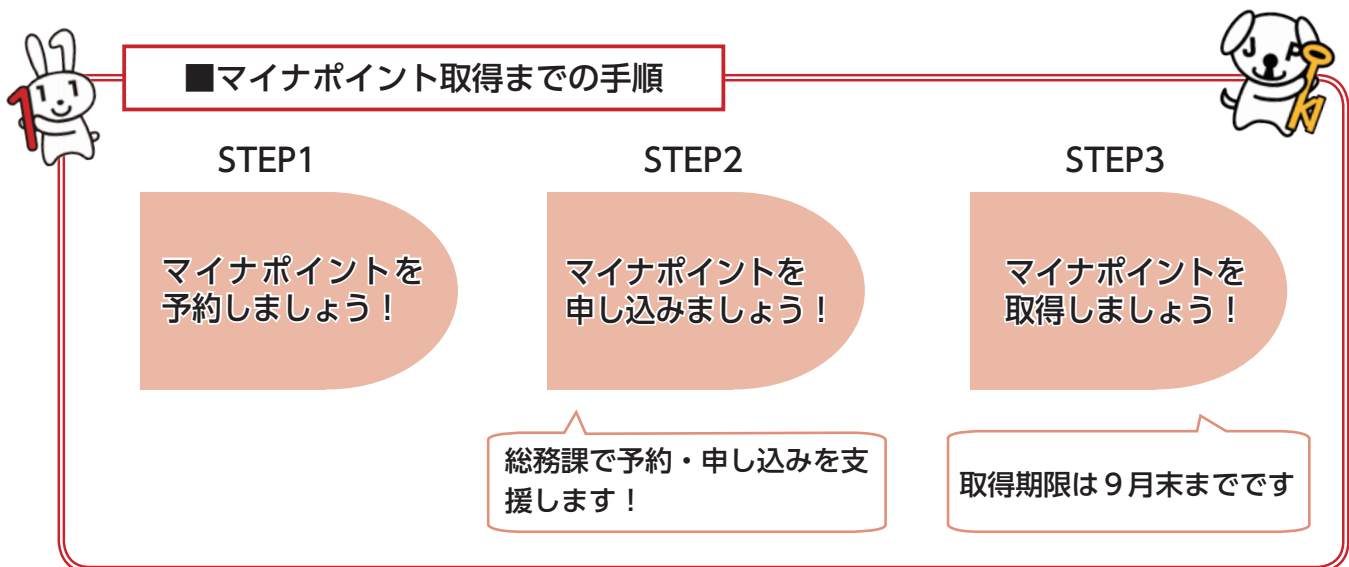 ■マイナポイント取得までの手順
STEP1
マイナポイントを
予約しましょう！
STEP2
マイナポイントを
申し込みましょう！
総務課で予約・申し込みを支
援します！
STEP3
マイナポイントを
取得しましょう！
取得期限は９月末までです
1
1
1
J P
K I